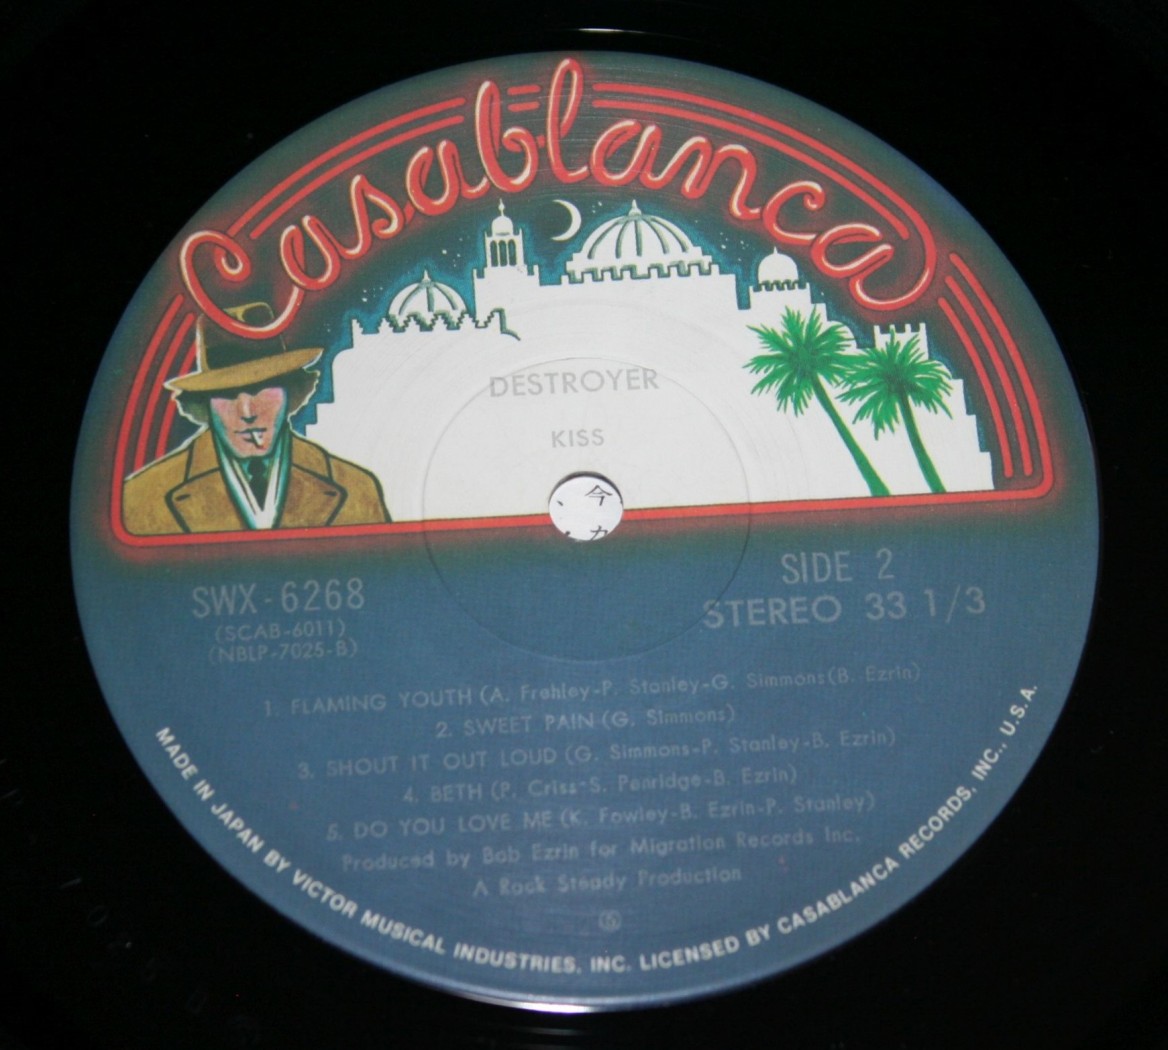 Casablanca
DESTROYER
KISS
今
SWX-6268
(SCAB-6011)
(NBLP-7025-B)
SIDE 2
STEREO 33 1/3
1. FLAMING YOUTH (A. Frehley-P. Stanley-G. Simmons(B. Ezrin)
2. SWEET PAIN (G. Simmons)
3. SHOUT IT OUT LOUD (G. Simmons-P. Stanley-B. Ezrin)
4. BETH (P. Criss-S. Penridge-B. Ezrin)
5. DO YOU LOVE ME (K. Fowley-B. Ezrin-P. Stanley)
Produced by Bob Ezrin for Migration Records Inc.
A Rock Steady Production
Ⓢ
MADE IN JAPAN BY VICTOR MUSICAL INDUSTRIES, INC. LICENSED BY CASABLANCA RECORDS, INC., U.S.A.